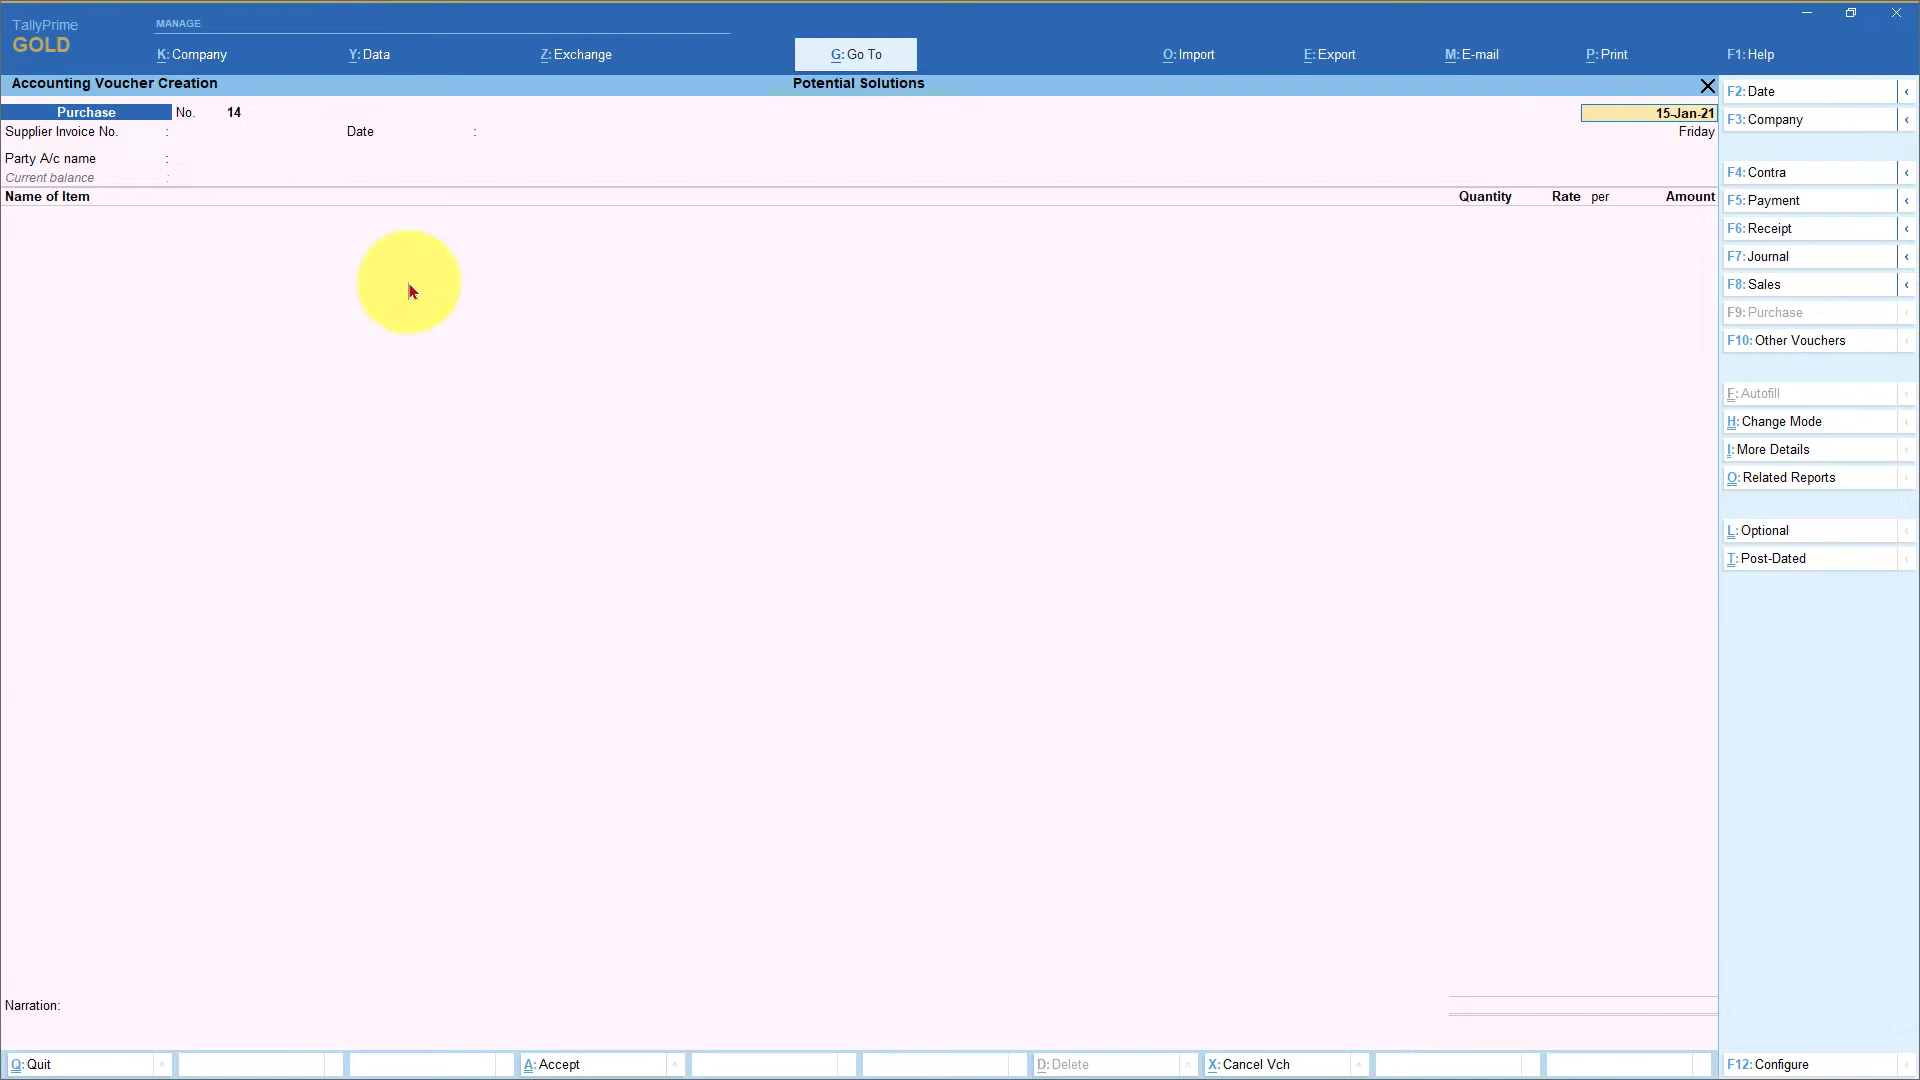 TallyPrime
GOLD
MANAGE
K: Company
Y: Data
Z: Exchange
G: Go To
O: Import
E: Export
M: E-mail
P: Print
F1: Help
Accounting Voucher Creation
Potential Solutions
Purchase No. 14
15-Jan-21
Supplier Invoice No. :
Date :
Friday
Party A/c name :
Current balance :
Name of Item
Quantity
Rate per
Amount
Narration:
F2: Date
F3: Company
F4: Contra
F5: Payment
F6: Receipt
F7: Journal
F8: Sales
F9: Purchase
F10: Other Vouchers
F: Autofill
H: Change Mode
I: More Details
O: Related Reports
L: Optional
T: Post-Dated
Q: Quit
A: Accept
D: Delete
X: Cancel Vch
F12: Configure